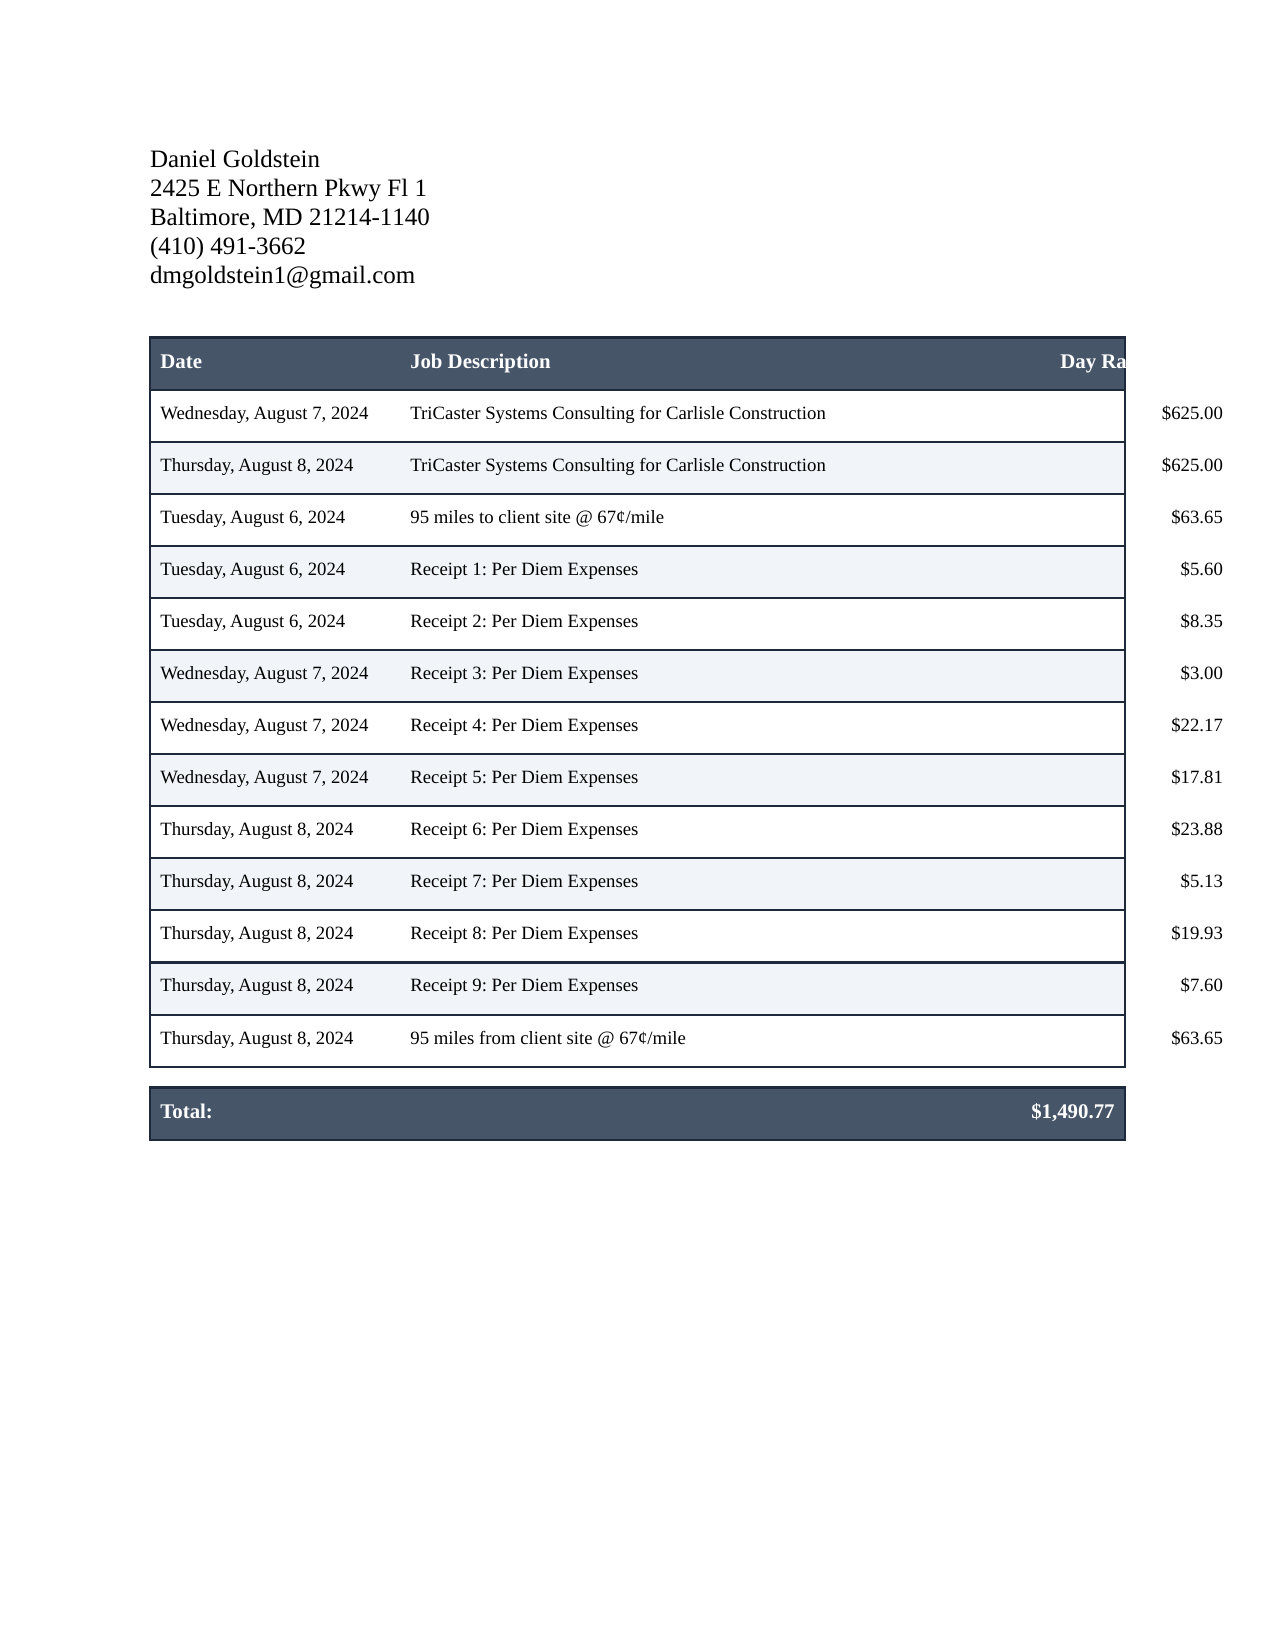 Daniel Goldstein
2425 E Northern Pkwy Fl 1
Baltimore, MD 21214-1140
(410) 491-3662
dmgoldstein1@gmail.com
Date Job Description Day Ra
Wednesday, August 7, 2024 TriCaster Systems Consulting for Carlisle Construction $625.00
Thursday, August 8, 2024 TriCaster Systems Consulting for Carlisle Construction $625.00
Tuesday, August 6, 2024 95 miles to client site @ 67¢/mile $63.65
Tuesday, August 6, 2024 Receipt 1: Per Diem Expenses $5.60
Tuesday, August 6, 2024 Receipt 2: Per Diem Expenses $8.35
Wednesday, August 7, 2024 Receipt 3: Per Diem Expenses $3.00
Wednesday, August 7, 2024 Receipt 4: Per Diem Expenses $22.17
Wednesday, August 7, 2024 Receipt 5: Per Diem Expenses $17.81
Thursday, August 8, 2024 Receipt 6: Per Diem Expenses $23.88
Thursday, August 8, 2024 Receipt 7: Per Diem Expenses $5.13
Thursday, August 8, 2024 Receipt 8: Per Diem Expenses $19.93
Thursday, August 8, 2024 Receipt 9: Per Diem Expenses $7.60
Thursday, August 8, 2024 95 miles from client site @ 67¢/mile $63.65
Total: $1,490.77